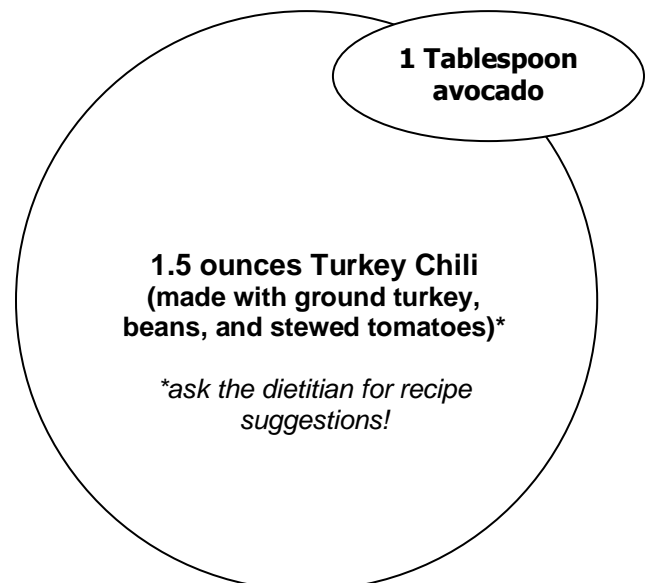 1 Tablespoon
avocado
1.5 ounces Turkey Chili
(made with ground turkey,
beans, and stewed tomatoes)*
*ask the dietitian for recipe
suggestions!